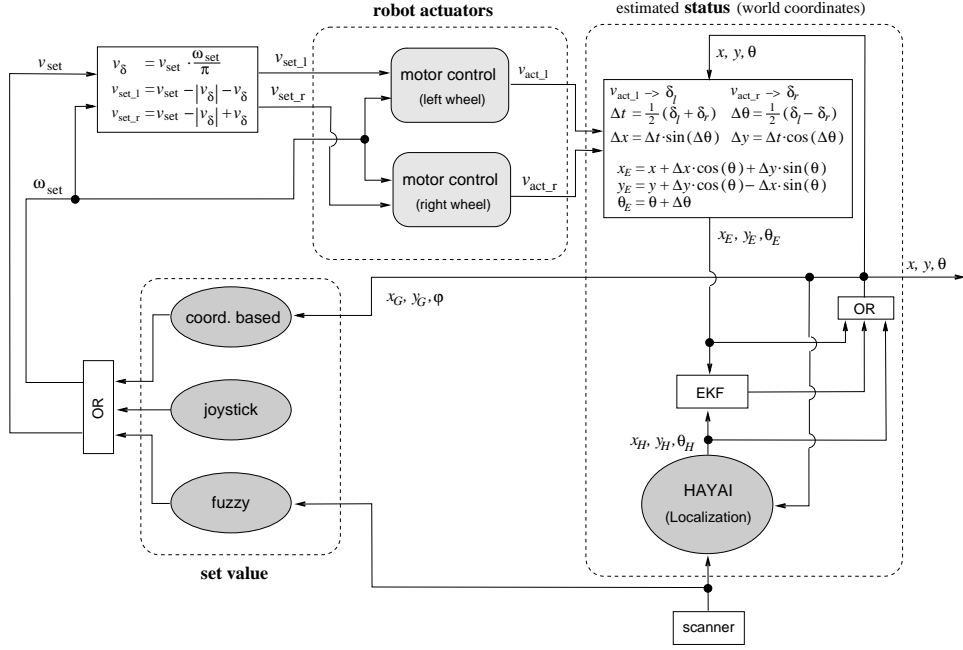 robot actuators
estimated status (world coordinates)
x, y, θ
v_set
v_δ = v_set · ω_set/π
v_set_l = v_set − |v_δ| − v_δ
v_set_r = v_set − |v_δ| + v_δ
v_set_l
v_set_r
motor control
(left wheel)
v_act_l
v_act_l -> δ_l v_act_r -> δ_r
Δt = 1/2 (δ_l + δ_r) Δθ = 1/2 (δ_l − δ_r)
Δx = Δt·sin(Δθ) Δy = Δt·cos(Δθ)
x_E = x + Δx·cos(θ) + Δy·sin(θ)
y_E = y + Δy·cos(θ) − Δx·sin(θ)
θ_E = θ + Δθ
ω_set
motor control
(right wheel)
v_act_r
x_E, y_E, θ_E
x, y, θ
x_G, y_G, φ
OR
coord. based
EKF
OR
joystick
x_H, y_H, θ_H
HAYAI
(Localization)
fuzzy
set value
scanner